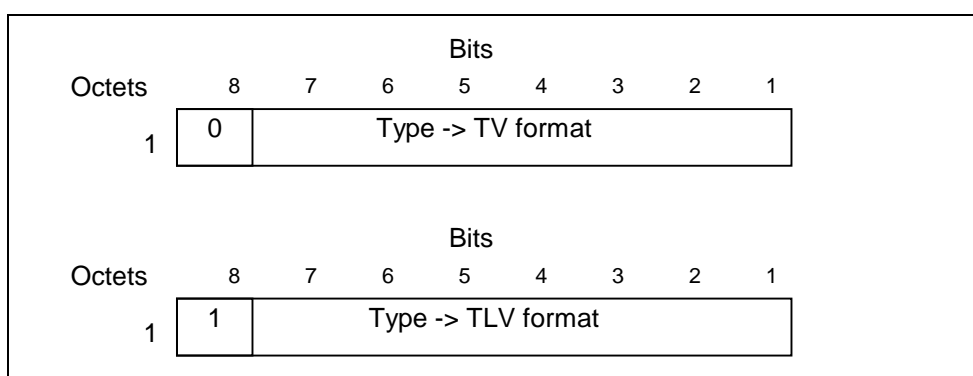 Bits
Octets 8 7 6 5 4 3 2 1
1 0 Type -> TV format
Bits
Octets 8 7 6 5 4 3 2 1
1 1 Type -> TLV format